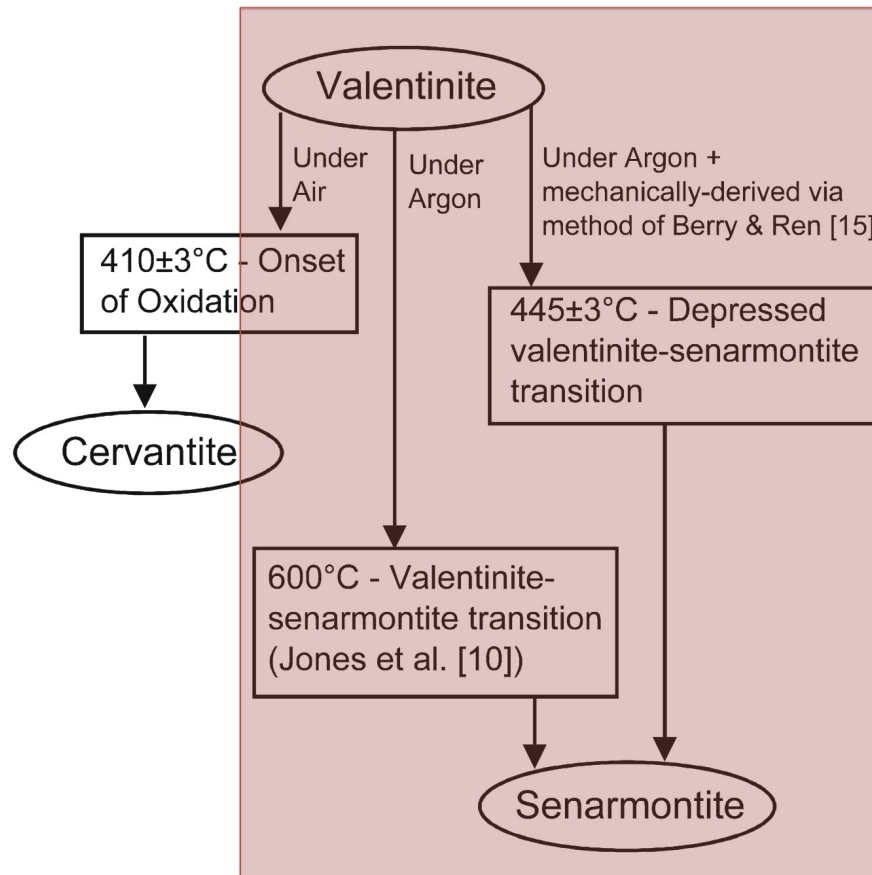 Valentinite
Under
Air
Under
Argon
Under Argon +
mechanically-derived via
method of Berry & Ren [15]
410±3°C - Onset
of Oxidation
445±3°C - Depressed
valentinite-senarmontite
transition
Cervantite
600°C - Valentinite-
senarmontite transition
(Jones et al. [10])
Senarmontite